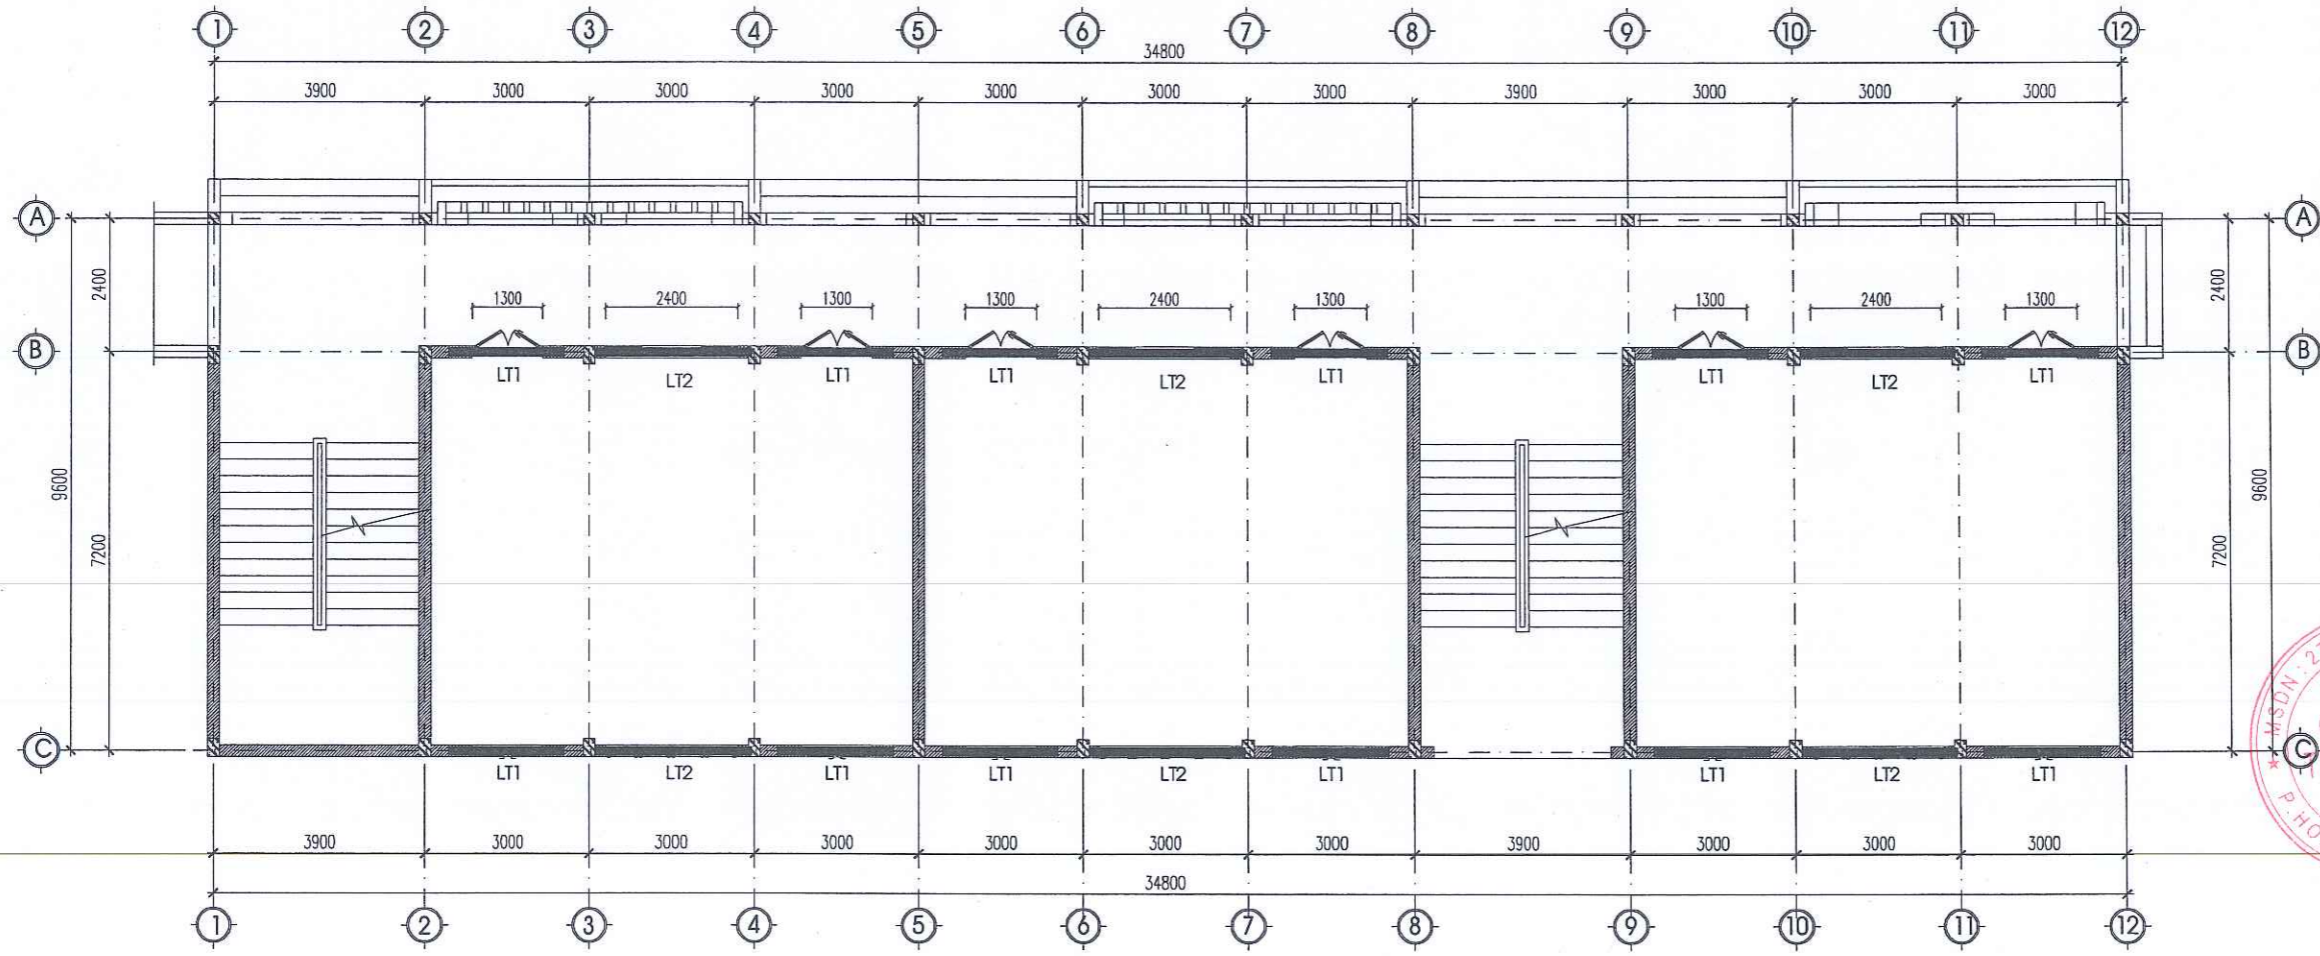 1 2 3 4 5 6 7 8 9 10 11 12
34800
3900 3000 3000 3000 3000 3000 3000 3900 3000 3000 3000
A A
2400 2400
1300 2400 1300 1300 2400 1300 1300 2400 1300
B B
LT1 LT2 LT1 LT1 LT2 LT1 LT1 LT2 LT1
9600 9600
7200 7200
MSDN:2
C C
LT1 LT2 LT1 LT1 LT2 LT1 LT1 LT2 LT1
P.HO
3900 3000 3000 3000 3000 3000 3000 3900 3000 3000 3000
34800
1 2 3 4 5 6 7 8 9 10 11 12